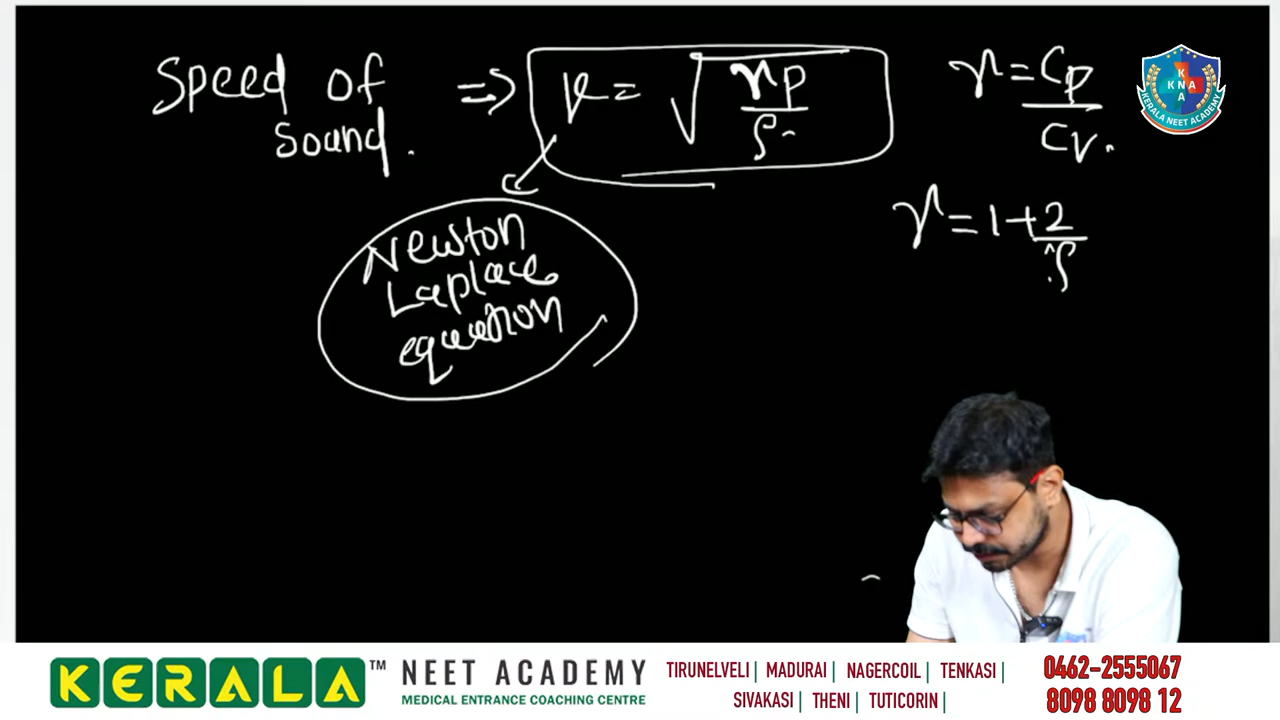 Speed of
sound.
⇒ v = √(γp/ρ)
γ = Cp/Cv.
Newton
Laplace
equation
γ = 1+2/f
KERALA NEET ACADEMY
KNA
KERALA™
NEET ACADEMY
MEDICAL ENTRANCE COACHING CENTRE
TIRUNELVELI | MADURAI | NAGERCOIL | TENKASI |
SIVAKASI | THENI | TUTICORIN |
0462-2555067
8098 8098 12